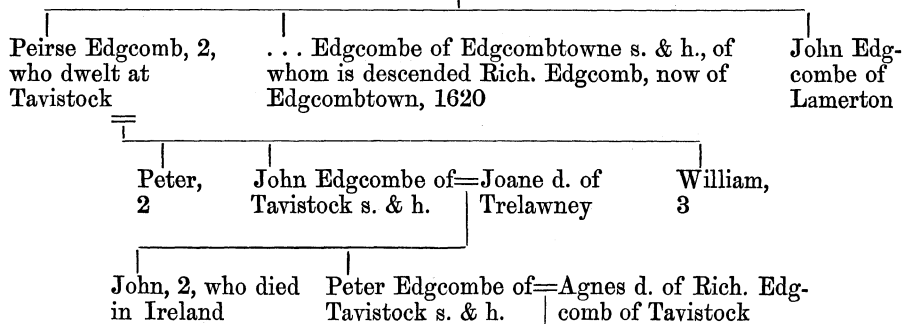 Peirse Edgcomb, 2,
who dwelt at
Tavistock
. . . Edgcombe of Edgcombtowne s. & h., of
whom is descended Rich. Edgcomb, now of
Edgcombtown, 1620
John Edg-
combe of
Lamerton
Peter,
2
John Edgcombe of=Joane d. of
Tavistock s. & h. Trelawney
William,
3
John, 2, who died
in Ireland
Peter Edgcombe of=Agnes d. of Rich. Edg-
Tavistock s. & h. comb of Tavistock